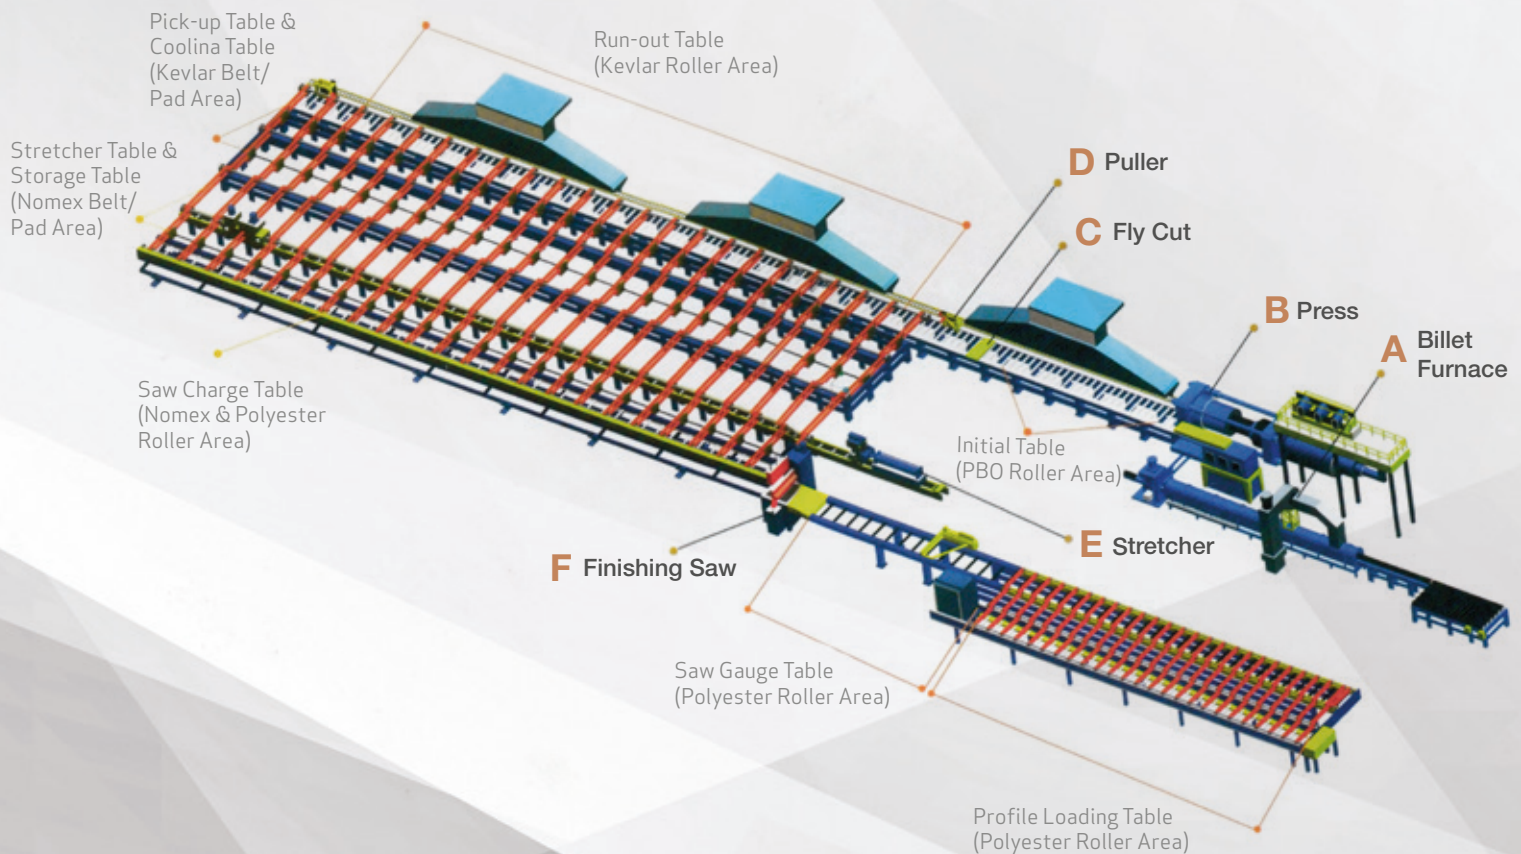 Pick-up Table &
Coolina Table
(Kevlar Belt/
Pad Area)
Run-out Table
(Kevlar Roller Area)
Stretcher Table &
Storage Table
(Nomex Belt/
Pad Area)
D Puller
C Fly Cut
B Press
A Billet
Furnace
Saw Charge Table
(Nomex & Polyester
Roller Area)
Initial Table
(PBO Roller Area)
E Stretcher
F Finishing Saw
Saw Gauge Table
(Polyester Roller Area)
Profile Loading Table
(Polyester Roller Area)